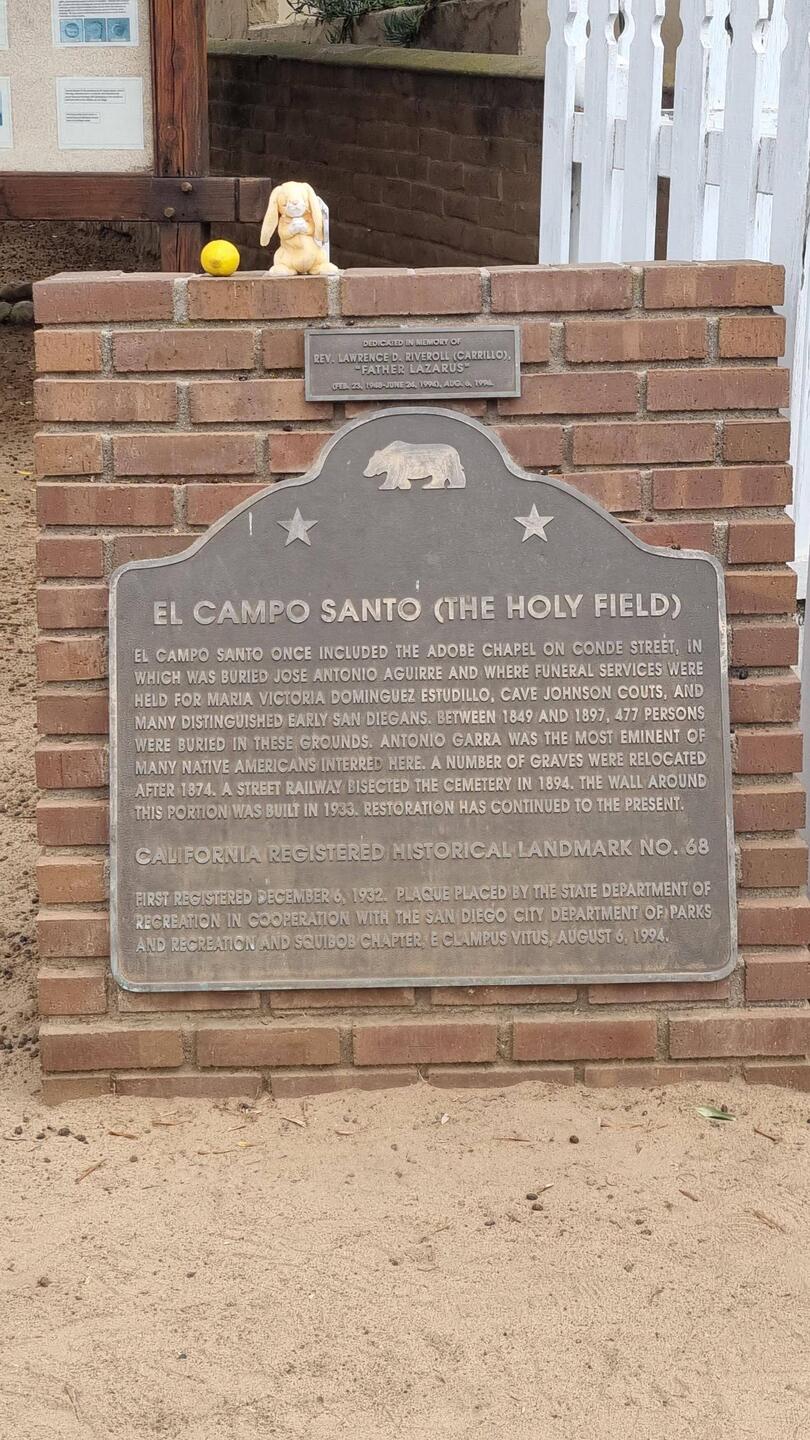 DEDICATED IN MEMORY OF
REV. LAWRENCE D. RIVEROLL (CARRILLO),
"FATHER LAZARUS"
(FEB. 23, 1948-JUNE 24, 1994), AUG. 6, 1994.
EL CAMPO SANTO (THE HOLY FIELD)
EL CAMPO SANTO ONCE INCLUDED THE ADOBE CHAPEL ON CONDE STREET, IN
WHICH WAS BURIED JOSE ANTONIO AGUIRRE AND WHERE FUNERAL SERVICES WERE
HELD FOR MARIA VICTORIA DOMINGUEZ ESTUDILLO, CAVE JOHNSON COUTS, AND
MANY DISTINGUISHED EARLY SAN DIEGANS. BETWEEN 1849 AND 1897, 477 PERSONS
WERE BURIED IN THESE GROUNDS. ANTONIO GARRA WAS THE MOST EMINENT OF
MANY NATIVE AMERICANS INTERRED HERE. A NUMBER OF GRAVES WERE RELOCATED
AFTER 1874. A STREET RAILWAY BISECTED THE CEMETERY IN 1894. THE WALL AROUND
THIS PORTION WAS BUILT IN 1933. RESTORATION HAS CONTINUED TO THE PRESENT.
CALIFORNIA REGISTERED HISTORICAL LANDMARK NO. 68
FIRST REGISTERED DECEMBER 6, 1932. PLAQUE PLACED BY THE STATE DEPARTMENT OF
RECREATION IN COOPERATION WITH THE SAN DIEGO CITY DEPARTMENT OF PARKS
AND RECREATION AND SQUIBOB CHAPTER, E CLAMPUS VITUS, AUGUST 6, 1994.